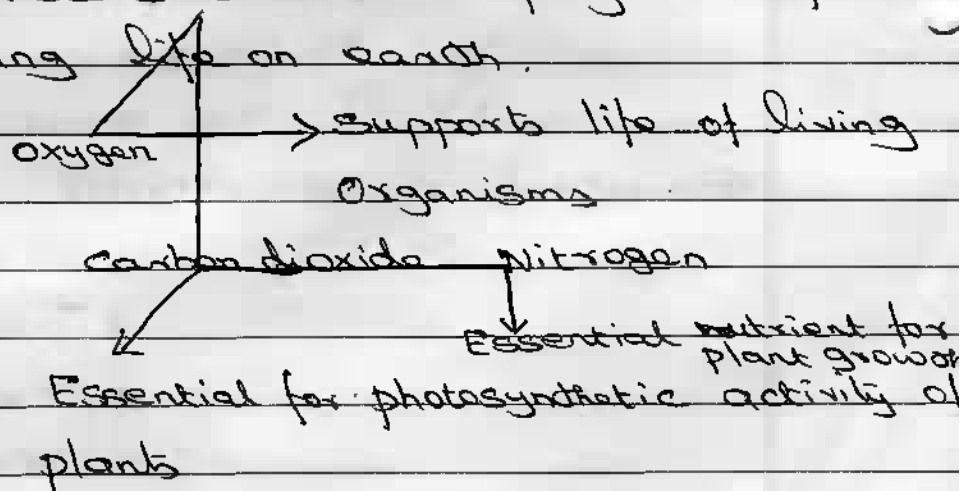 ing life on earth.
oxygen → supports life of living
Organisms
Carbon dioxide Nitrogen
Essential nutrient for
plant growth
Essential for photosynthetic activity of
plants